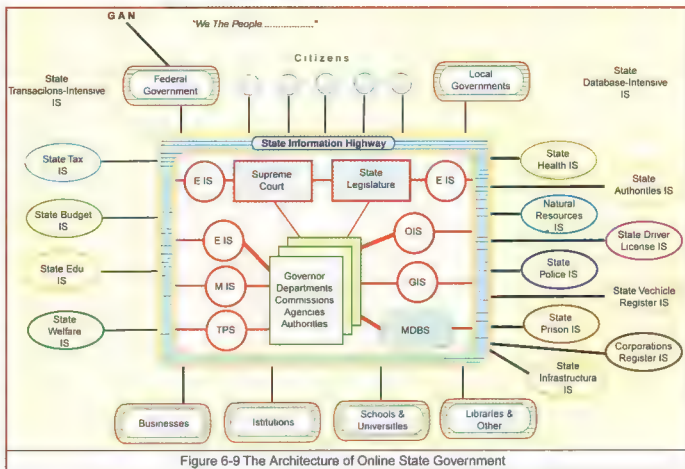 GAN
"We The People ................."
Citizens
State
Transacilons-Intensive
IS
Federal
Government
Local
Governments
State
Database-Intensive
IS
State Information Highway
State Tax
IS
State Budget
IS
State Edu
IS
State
Welfare
IS
E IS
Supreme
Court
State
Legislature
E IS
E IS
M IS
TPS
Governor
Departments
Commissions
Agencies
Authorities
OIS
GIS
MDBS
State
Health IS
State
Authorities IS
Natural
Resources
IS
State Driver
License IS
State
Police IS
State Vechicle
Register IS
State
Prison IS
Corporations
Register IS
State
Infrastructura
IS
Businesses
Istitutions
Schools &
Universitles
Libraries &
Other
Figure 6-9 The Architecture of Online State Government